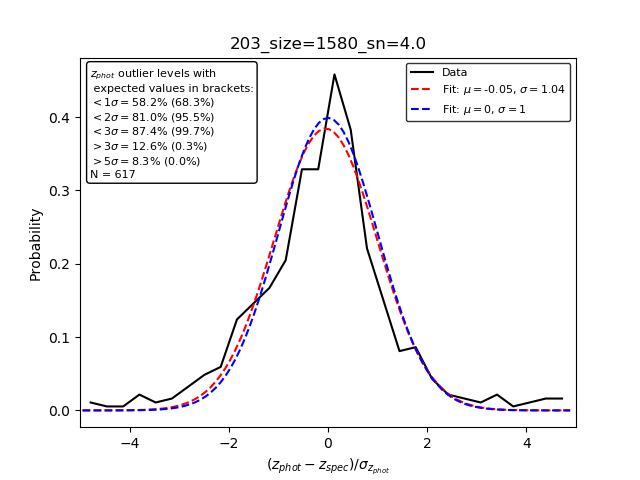 203_size=1580_sn=4.0
z_phot outlier levels with
expected values in brackets:
<1σ=58.2% (68.3%)
<2σ=81.0% (95.5%)
<3σ=87.4% (99.7%)
>3σ=12.6% (0.3%)
>5σ=8.3% (0.0%)
N = 617
Data
Fit: μ=-0.05, σ=1.04
Fit: μ=0, σ=1
Probability
0.4
0.3
0.2
0.1
0.0
−4 −2 0 2 4
(z_phot − z_spec)/σ_z_phot